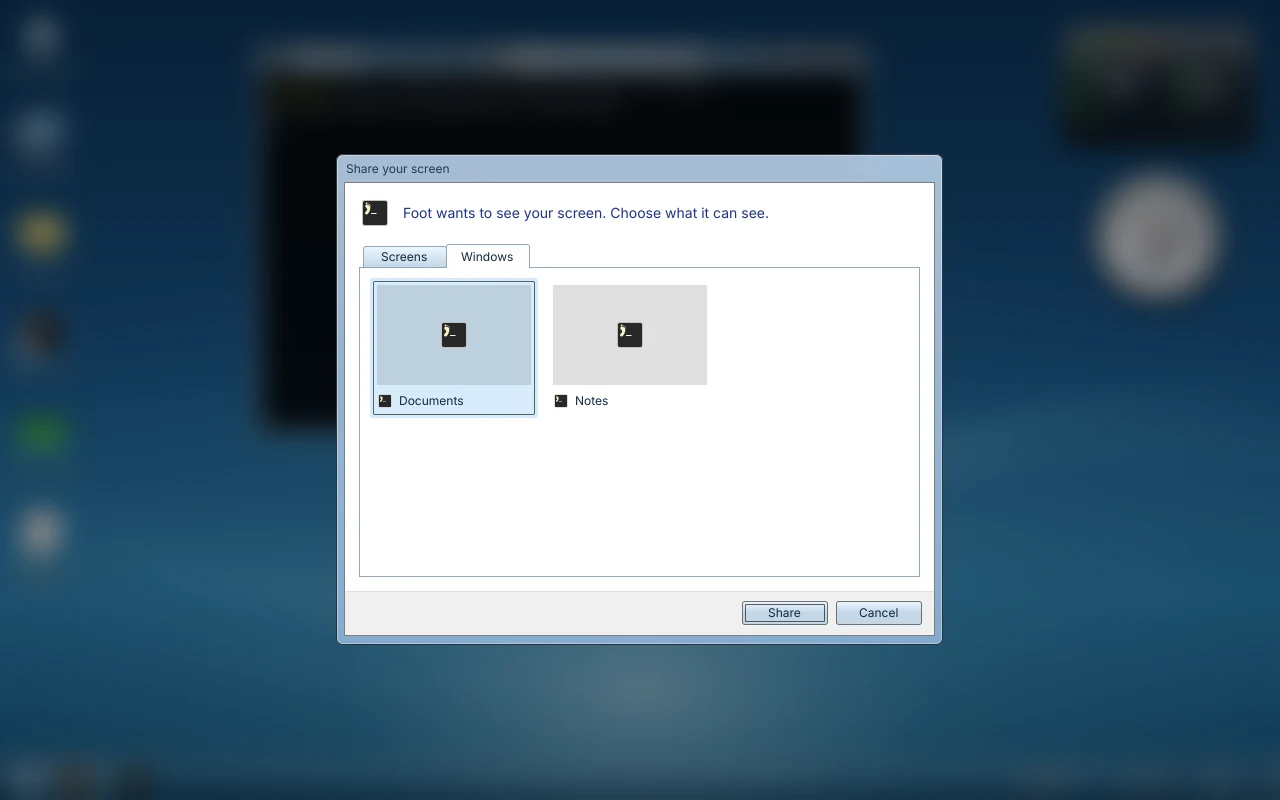 Share your screen
Foot wants to see your screen. Choose what it can see.
Screens
Windows
Documents
Notes
Share
Cancel